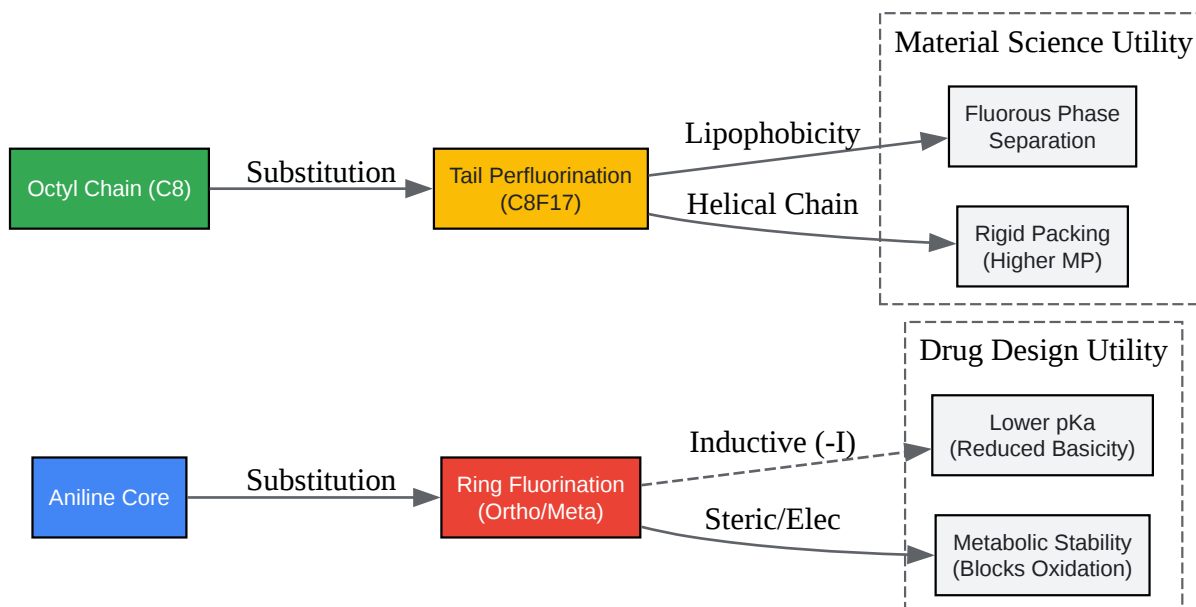 Material Science Utility
Lipophobicity
Fluorous Phase
Separation
Octyl Chain (C8)
Substitution
Tail Perfluorination
(C8F17)
Helical Chain
Rigid Packing
(Higher MP)
Drug Design Utility
Inductive (-I)
Lower pKa
(Reduced Basicity)
Aniline Core
Substitution
Ring Fluorination
(Ortho/Meta)
Steric/Elec
Metabolic Stability
(Blocks Oxidation)